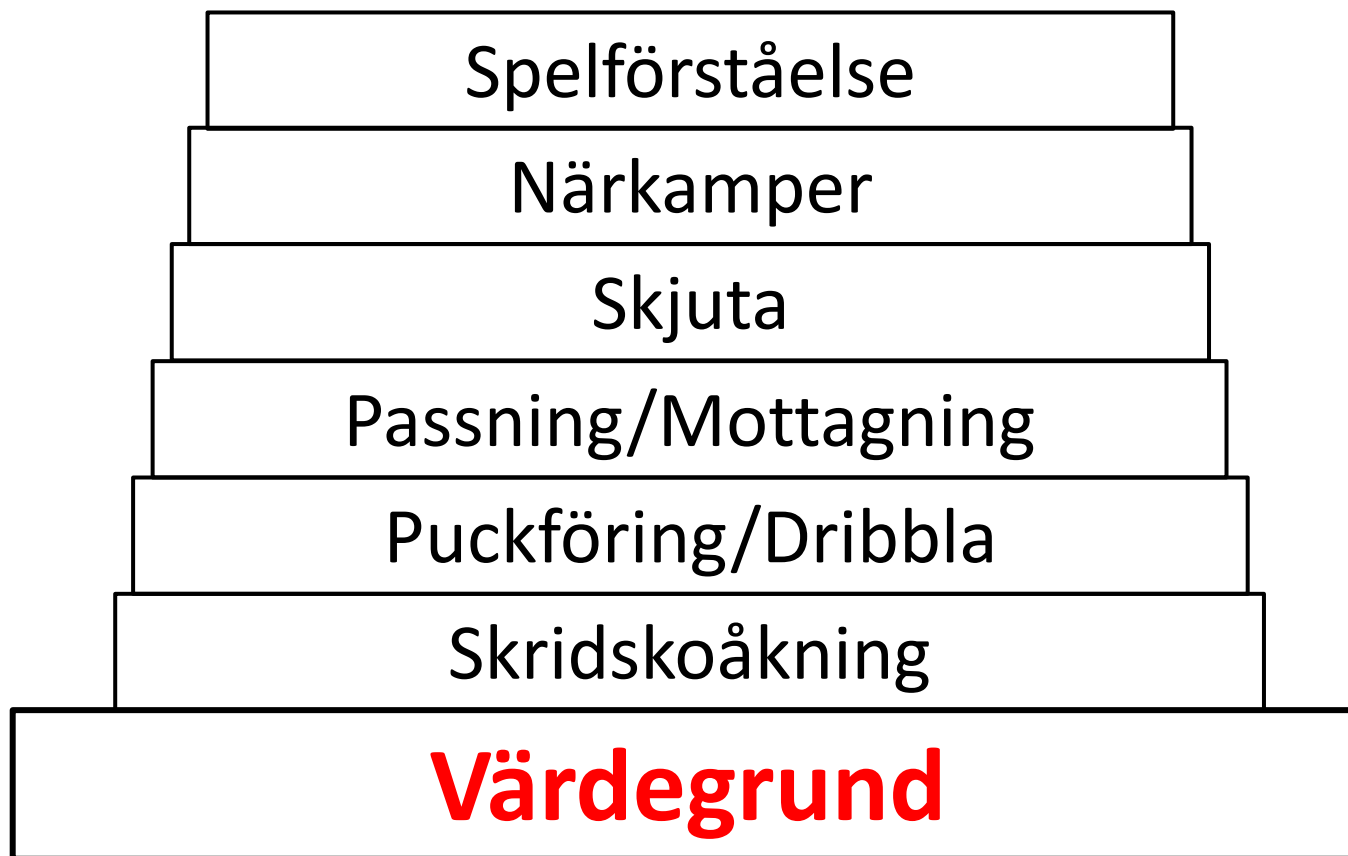 Spelförståelse
Närkamper
Skjuta
Passning/Mottagning
Puckföring/Dribbla
Skridskoåkning
Värdegrund